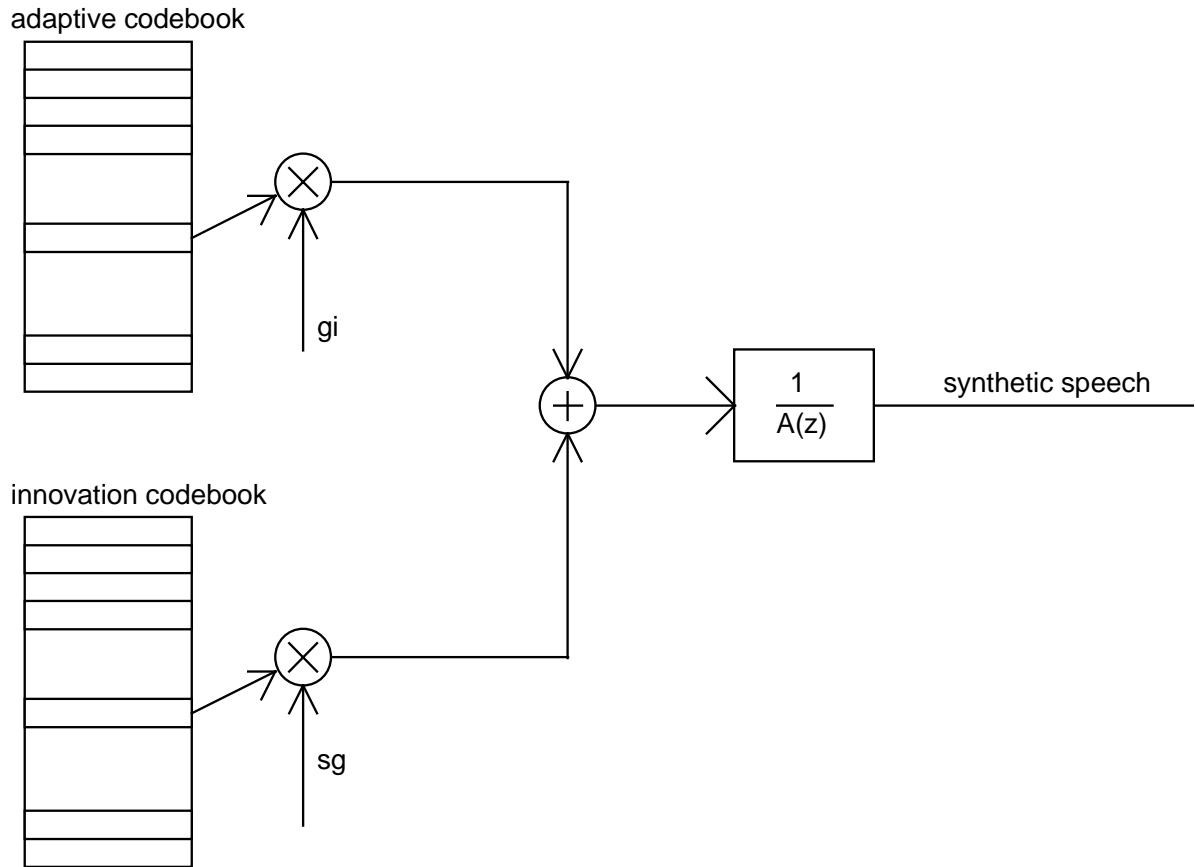 adaptive codebook
gi
1
A(z)
synthetic speech
innovation codebook
sg